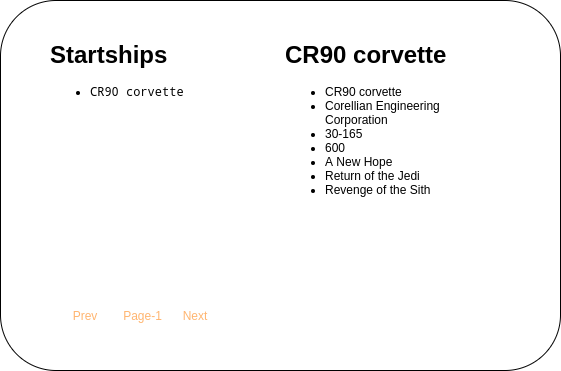 Startships
CR90 corvette
Prev Page-1 Next
CR90 corvette
CR90 corvette
Corellian Engineering
Corporation
30-165
600
A New Hope
Return of the Jedi
Revenge of the Sith